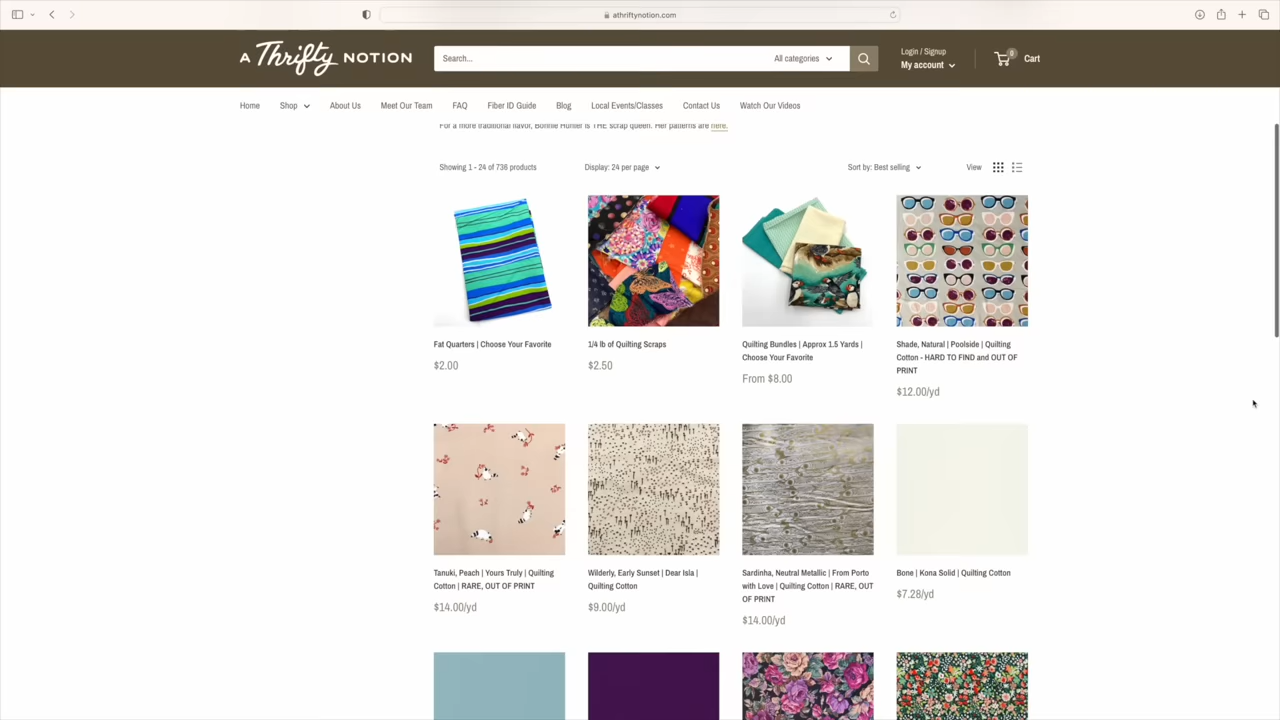 athriftynotion.com
A Thrifty NOTION
Search...
All categories
Login / Signup
My account
0
Cart
Home
Shop
About Us
Meet Our Team
FAQ
Fiber ID Guide
Blog
Local Events/Classes
Contact Us
Watch Our Videos
For a more traditional flavor, Bonnie Hunter is THE scrap queen. Her patterns are here.
Showing 1 - 24 of 736 products
Display: 24 per page
Sort by: Best selling
View
Fat Quarters | Choose Your Favorite
$2.00
1/4 lb of Quilting Scraps
$2.50
Quilting Bundles | Approx 1.5 Yards |
Choose Your Favorite
From $8.00
Shade, Natural | Poolside | Quilting
Cotton - HARD TO FIND and OUT OF
PRINT
$12.00/yd
Tanuki, Peach | Yours Truly | Quilting
Cotton | RARE, OUT OF PRINT
$14.00/yd
Wilderly, Early Sunset | Dear Isla |
Quilting Cotton
$9.00/yd
Sardinha, Neutral Metallic | From Porto
with Love | Quilting Cotton | RARE, OUT
OF PRINT
$14.00/yd
Bone | Kona Solid | Quilting Cotton
$7.28/yd